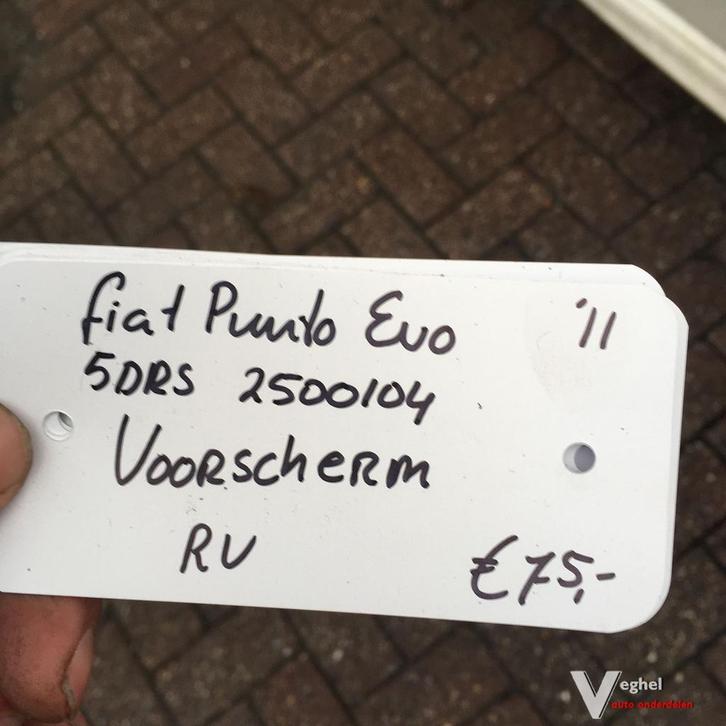 Fiat Punto Evo '11
5DRS 2500104
Voorscherm
RV
€75,-
Veghel
auto onderdelen